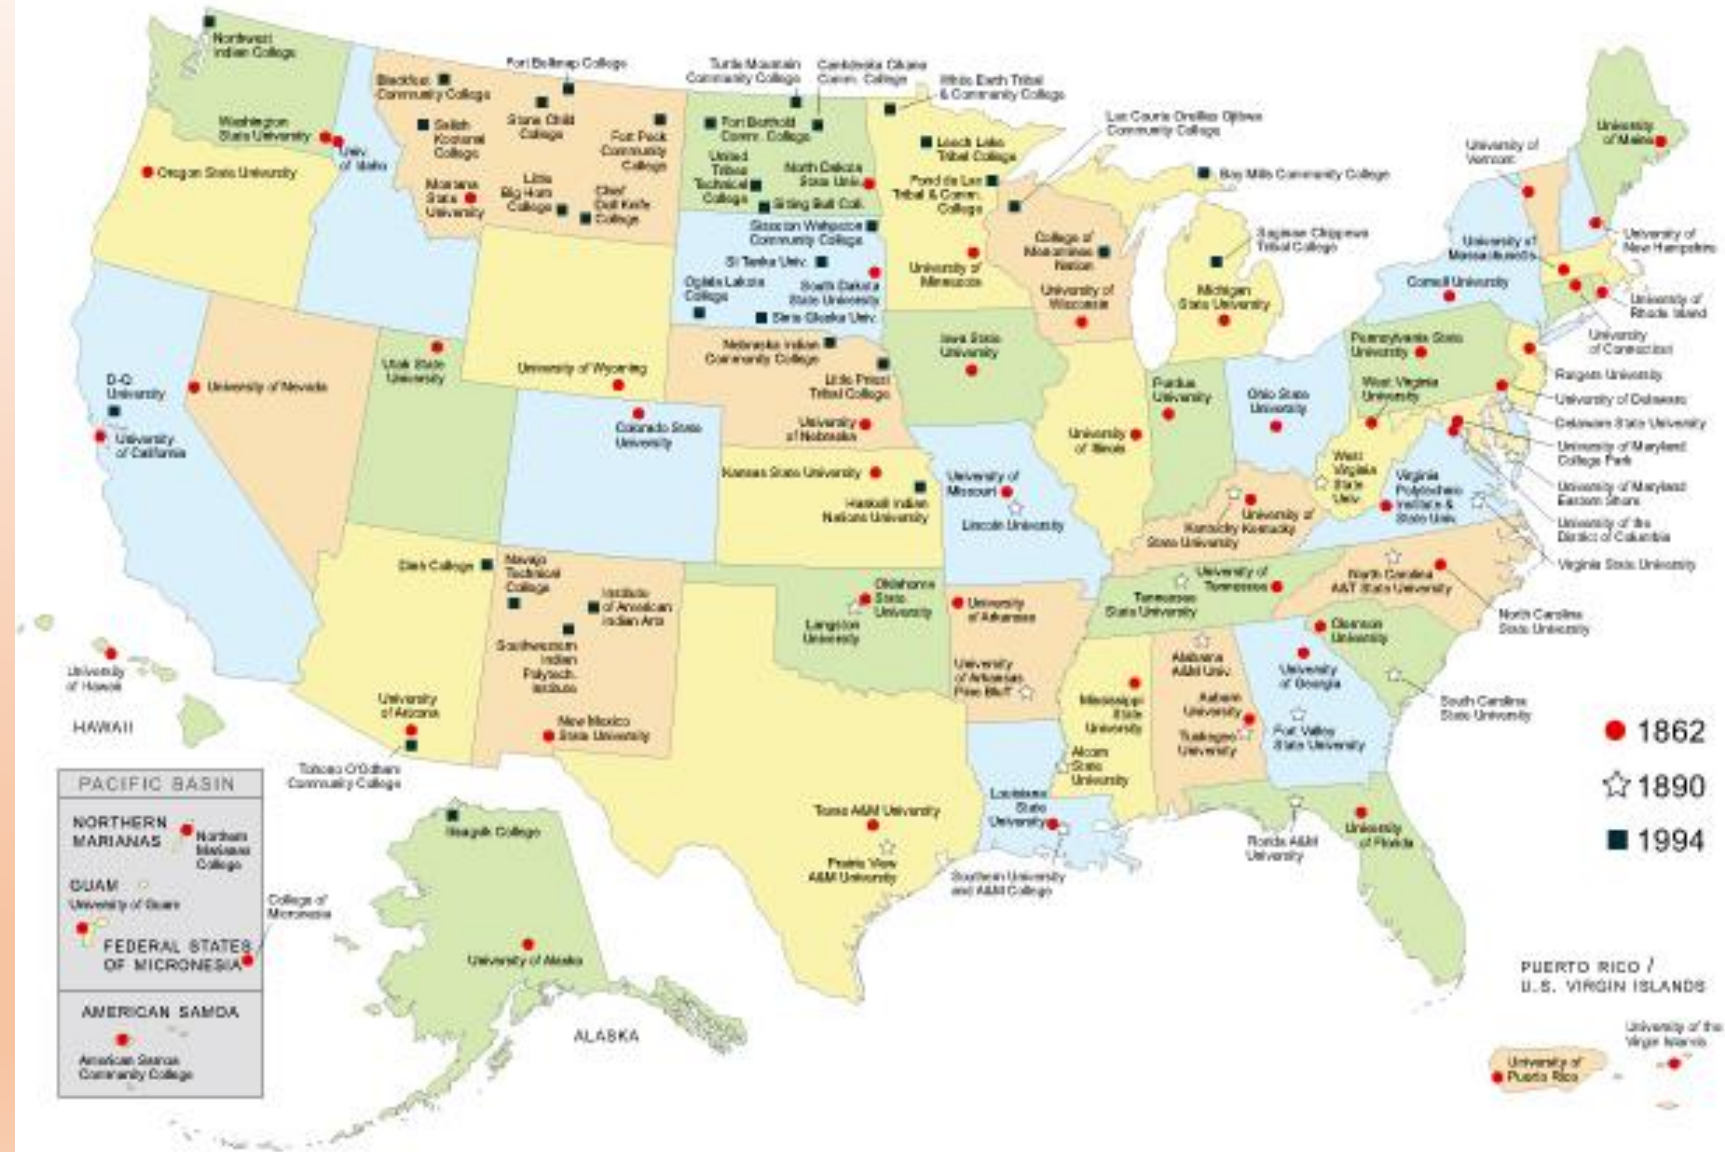 Northwest
Indian College
Washington
State University
Univ.
of Idaho
Oregon State University
Blackfeet
Community College
Fort Belknap College
Stone Child
College
Salish
Kootenai
College
Fort Peck
Community
College
Montana
State
University
Little
Big Horn
College
Chief
Dull Knife
College
Turtle Mountain
Community College
Cankdeska Cikana
Comm. College
White Earth Tribal
& Community College
Fort Berthold
Comm. College
United
Tribes
Technical
College
North Dakota
State Univ.
Sitting Bull Coll.
Leech Lake
Tribal College
Fond du Lac
Tribal & Comm.
College
Lac Courte Oreilles Ojibwa
Community College
Bay Mills Community College
Saginaw Chippewa
Tribal College
Sisseton Wahpeton
Community College
Si Tanka Univ.
Oglala Lakota
College
South Dakota
State University
Sinte Gleska Univ.
University of
Minnesota
College of
Menominee
Nation
University of
Wisconsin
Michigan
State University
University of
Vermont
University
of Maine
University of
New Hampshire
University of
Massachusetts
Cornell University
University of
Rhode Island
University
of Connecticut
Pennsylvania State
University
Rutgers University
West Virginia
University
University of Delaware
Delaware State University
University of Maryland
College Park
University of Maryland
Eastern Shore
University of the
District of Columbia
Virginia State University
D-Q
University
University
of California
University of Nevada
Utah State
University
University of Wyoming
Colorado State
University
Nebraska Indian
Community College
Little Priest
Tribal College
University
of Nebraska
Iowa State
University
Purdue
University
Ohio State
University
University
of Illinois
West
Virginia
State
Univ.
Virginia
Polytechnic
Institute &
State Univ.
Kansas State University
Haskell Indian
Nations University
University of
Missouri
Lincoln University
University of
Kentucky
Kentucky
State University
Diné College
Navajo
Technical
College
Institute
of American
Indian Arts
Southwestern
Indian
Polytech.
Institute
University
of Arizona
New Mexico
State University
Tohono O'Odham
Community College
Oklahoma
State
University
Langston
University
University
of Arkansas
University
of Arkansas
Pine Bluff
University of
Tennessee
Tennessee
State University
North Carolina
A&T State University
North Carolina
State University
Clemson
University
South Carolina
State University
Alabama
A&M Univ.
University
of Georgia
Mississippi
State
University
Auburn
University
Tuskegee
University
Fort Valley
State University
Alcorn
State
University
Louisiana
State
University
Texas A&M University
Prairie View
A&M University
Southern University
and A&M College
Florida A&M
University
University
of Florida
University
of Hawaii
HAWAII
1862
1890
1994
PACIFIC BASIN
NORTHERN
MARIANAS
Northern
Marianas
College
GUAM
University of Guam
FEDERAL STATES
OF MICRONESIA
College of
Micronesia
AMERICAN SAMOA
American Samoa
Community College
Ilisagvik College
University of Alaska
ALASKA
PUERTO RICO /
U.S. VIRGIN ISLANDS
University of
Puerto Rico
University of the
Virgin Islands